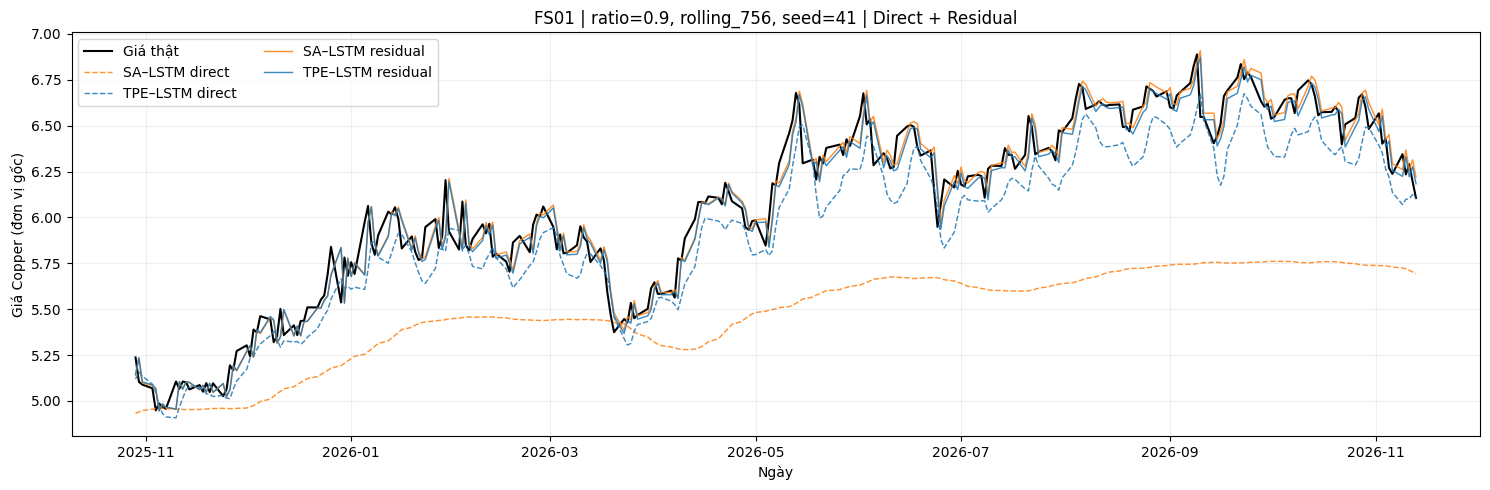 FS01 | ratio=0.9, rolling_756, seed=41 | Direct + Residual
Giá thật
SA–LSTM direct
TPE–LSTM direct
SA–LSTM residual
TPE–LSTM residual
Giá Copper (đơn vị gốc)
7.00
6.75
6.50
6.25
6.00
5.75
5.50
5.25
5.00
2025-11
2026-01
2026-03
2026-05
2026-07
2026-09
2026-11
Ngày